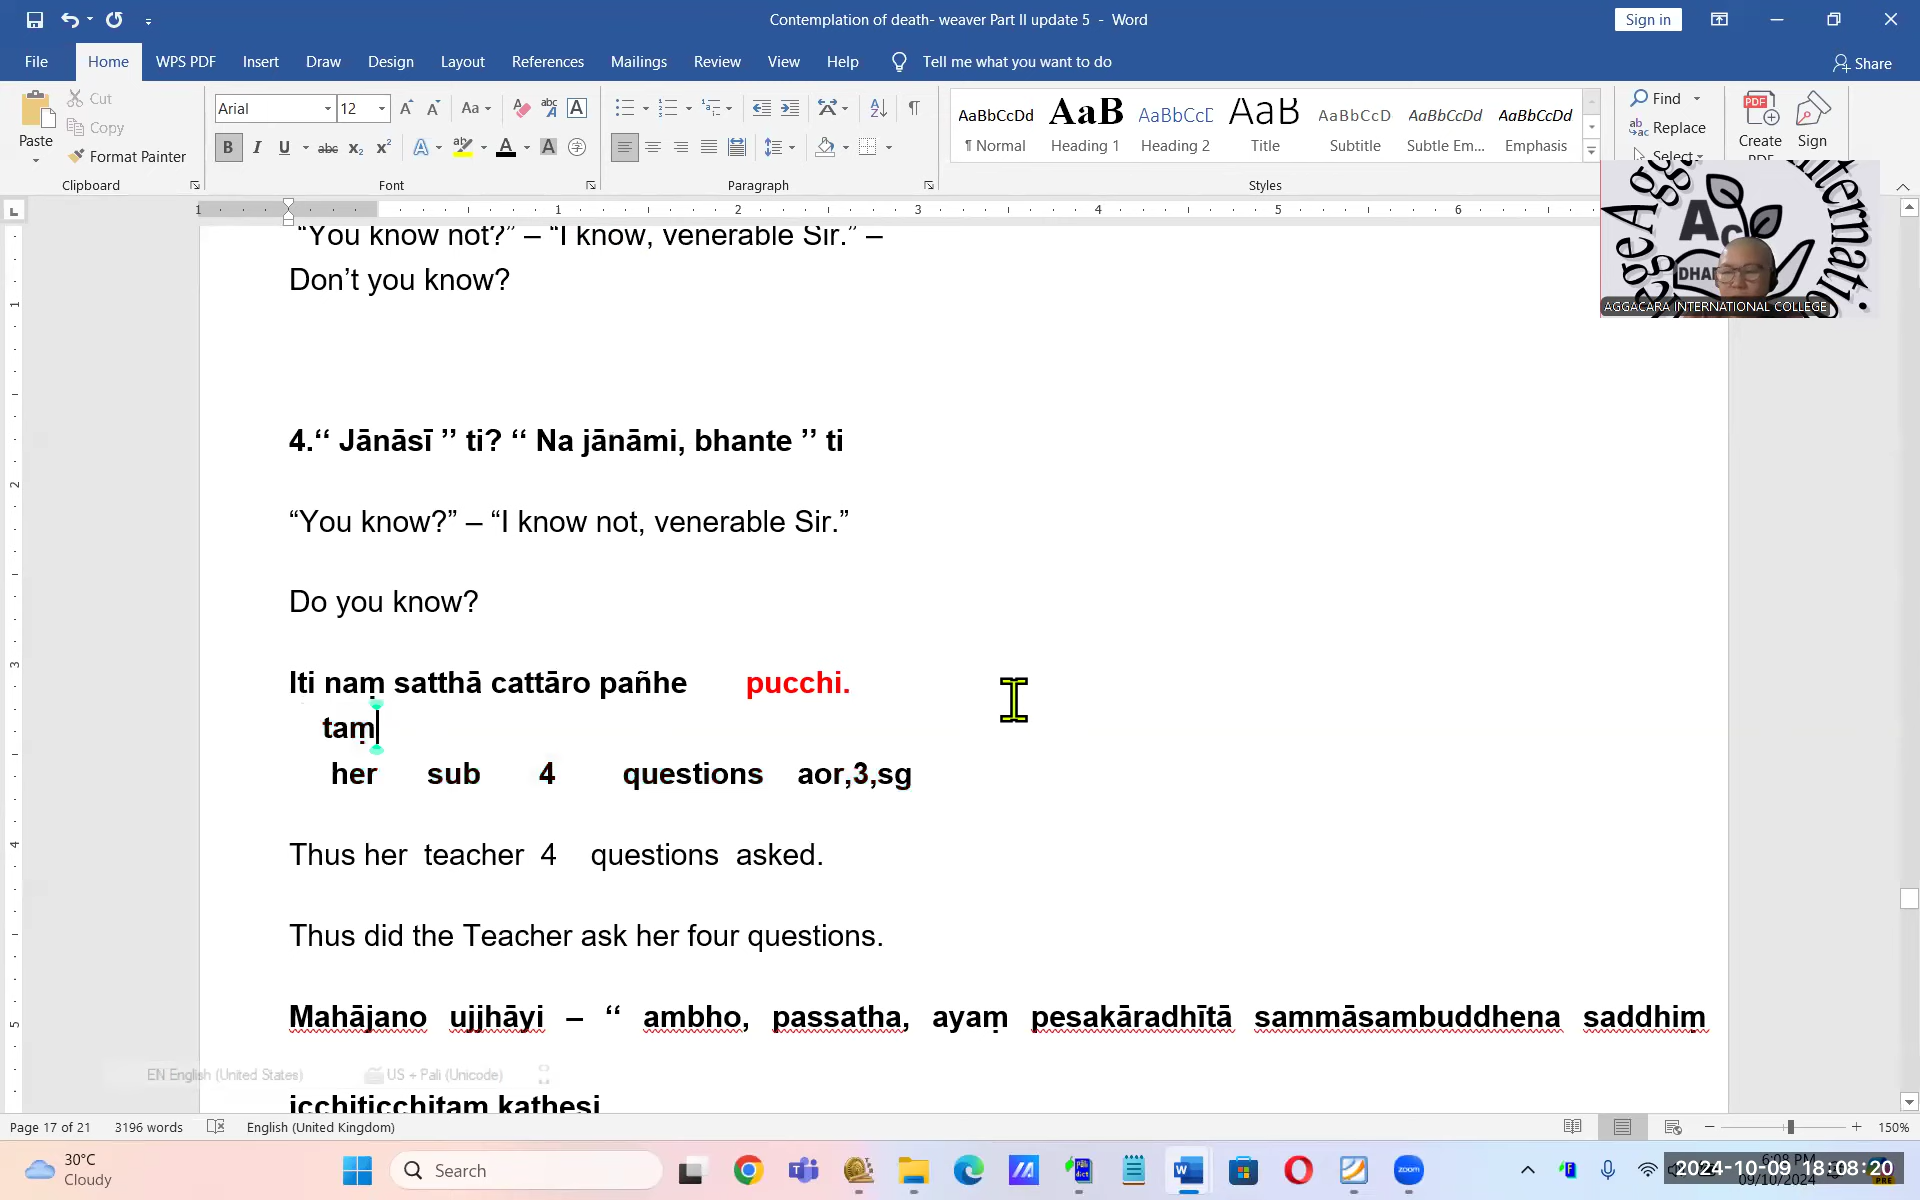 Contemplation of death- weaver Part II update 5 - Word
Sign in
File Home WPS PDF Insert Draw Design Layout References Mailings Review View Help Tell me what you want to do Share
Paste Cut Copy Format Painter Clipboard
Arial 12 Font
Paragraph
AaBbCcDd AaB AaBbCcD AaB AaBbCcD AaBbCcDd AaBbCcDd
¶ Normal Heading 1 Heading 2 Title Subtitle Subtle Em... Emphasis
Styles
Find Replace Select
Create Sign
AGGACARA INTERNATIONAL COLLEGE
“You know not?” – “I know, venerable Sir.” –
Don’t you know?
4.“ Jānāsī ” ti? “ Na jānāmi, bhante ” ti
“You know?” – “I know not, venerable Sir.”
Do you know?
Iti naṃ satthā cattāro pañhe pucchi.
taṃ
her sub 4 questions aor,3,sg
Thus her teacher 4 questions asked.
Thus did the Teacher ask her four questions.
Mahājano ujjhāyi – “ ambho, passatha, ayaṃ pesakāradhītā sammāsambuddhena saddhiṃ
icchiticchitaṃ kathesi
EN English (United States) US + Pali (Unicode)
Page 17 of 21 3196 words English (United Kingdom) 150%
30°C
Cloudy
Search
2024-10-09 18:08:20